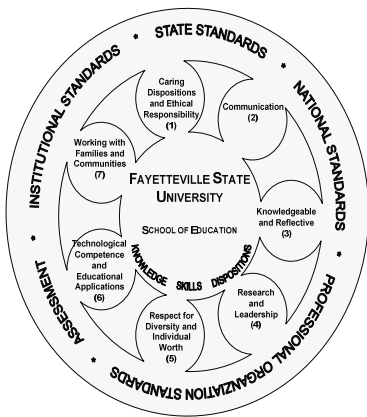 STATE STANDARDS
*
NATIONAL STANDARDS
*
PROFESSIONAL ORGANIZATION STANDARDS
*
ASSESSMENT
*
INSTITUTIONAL STANDARDS
*
Caring
Dispositions
and Ethical
Responsibility
(1)
Communication
(2)
Knowledgeable
and Reflective
(3)
Research
and
Leadership
(4)
Respect for
Diversity and
Individual
Worth
(5)
Technological
Competence
and
Educational
Applications
(6)
Working with
Families and
Communities
(7)
FAYETTEVILLE STATE
UNIVERSITY
SCHOOL OF EDUCATION
KNOWLEDGE SKILLS DISPOSITIONS